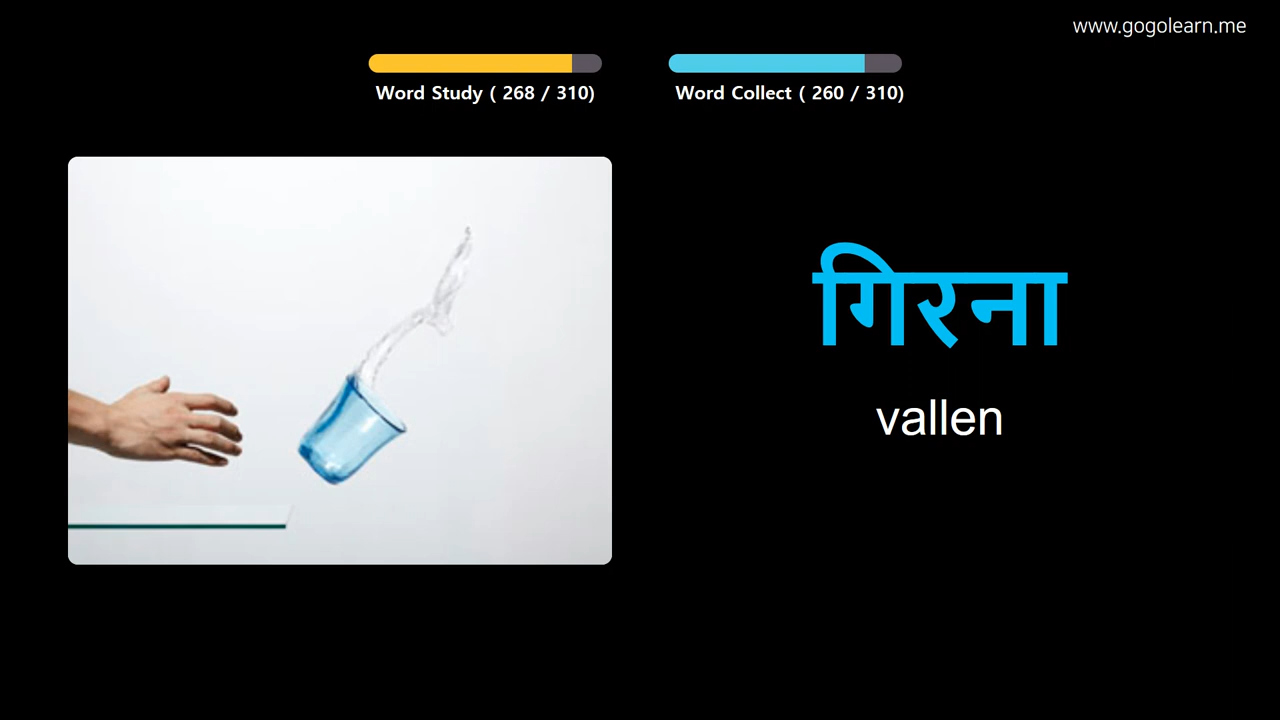 www.gogolearn.me
Word Study ( 268 / 310)
Word Collect ( 260 / 310)
गिरना
vallen